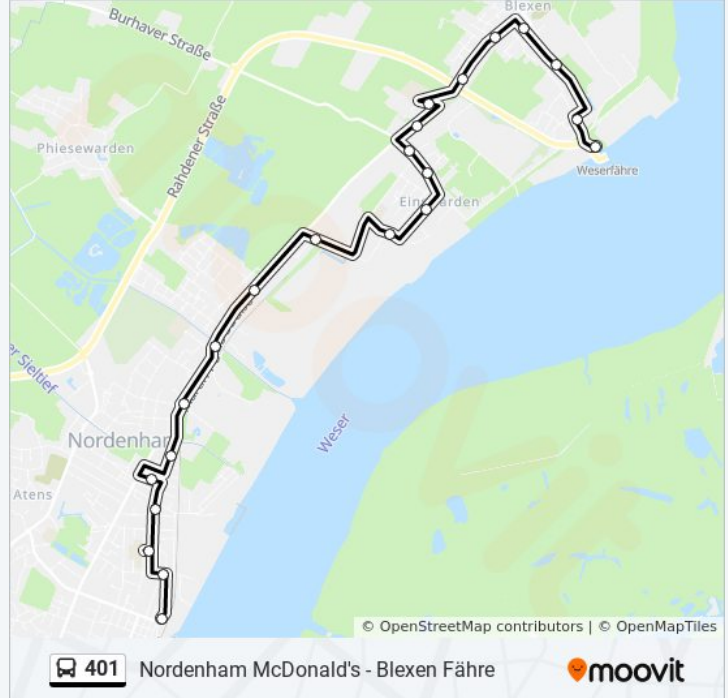 Blexen
Burhaver Straße
Rahdener Straße
Phiesewarden
Weserfähre
Einswarden
er Sieltief
Weser
Nordenham
Atens
© OpenStreetMap contributors | © OpenMapTiles
401 Nordenham McDonald's - Blexen Fähre
moovit